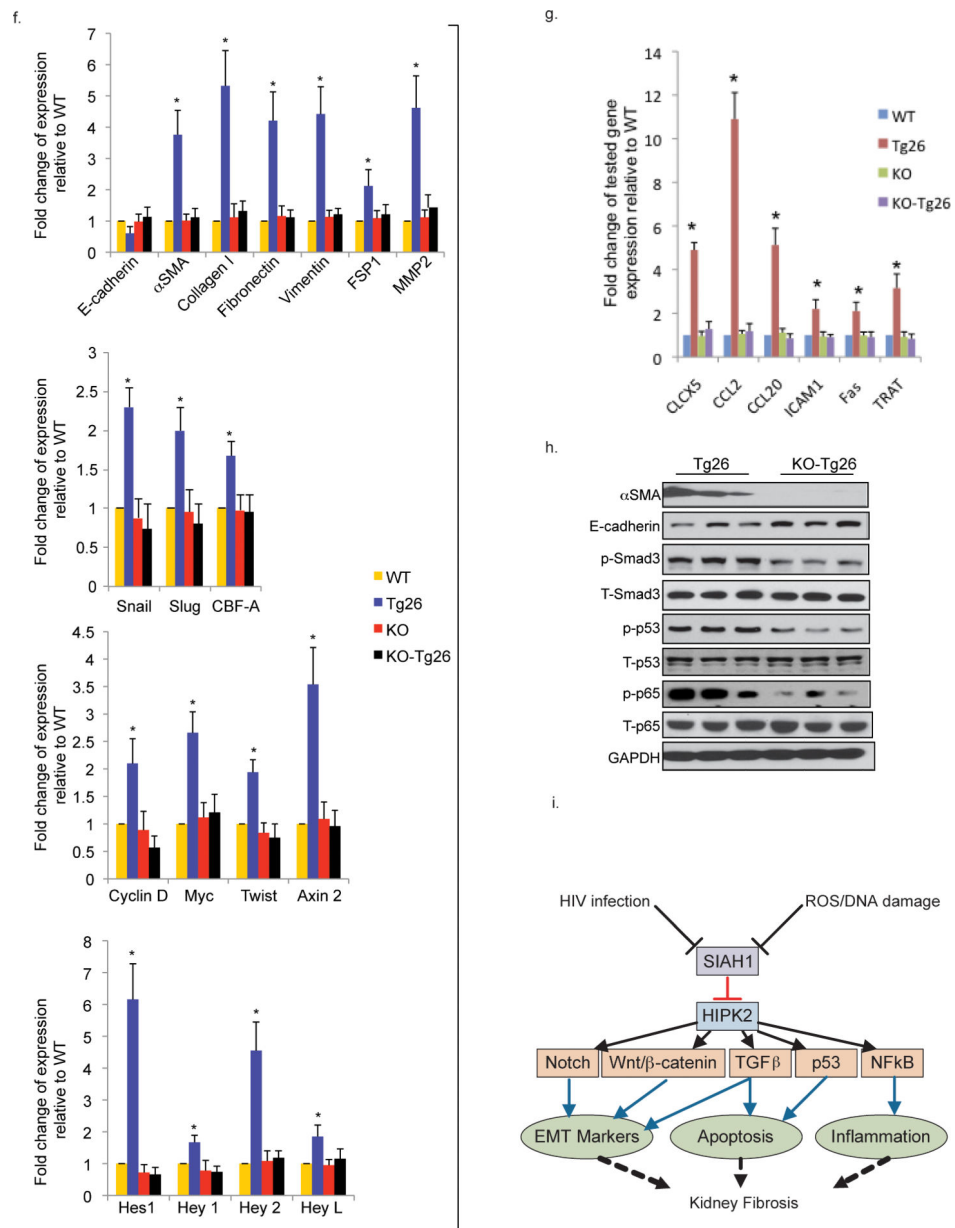 f.
Fold change of expression
relative to WT
7
6
5
4
3
2
1
0
*
*
*
*
*
*
E-cadherin
αSMA
Collagen I
Fibronectin
Vimentin
FSP1
MMP2
Fold change of expression
relative to WT
3
2.5
2
1.5
1
0.5
0
*
*
*
Snail Slug CBF-A
WT
Tg26
KO
KO-Tg26
Fold change of expression
relative to WT
4.5
4
3.5
3
2.5
2
1.5
1
0.5
0
*
*
*
*
Cyclin D Myc Twist Axin 2
Fold change of expression
relative to WT
8
7
6
5
4
3
2
1
0
*
*
*
*
Hes1 Hey 1 Hey 2 Hey L
g.
Fold change of tested gene
expression relative to WT
14
12
10
8
6
4
2
0
*
*
*
*
*
*
WT
Tg26
KO
KO-Tg26
CLCX5
CCL2
CCL20
ICAM1
Fas
TRAT
h.
Tg26 KO-Tg26
αSMA
E-cadherin
p-Smad3
T-Smad3
p-p53
T-p53
p-p65
T-p65
GAPDH
i.
HIV infection ROS/DNA damage
SIAH1
HIPK2
Notch Wnt/β-catenin TGFβ p53 NFkB
EMT Markers Apoptosis Inflammation
Kidney Fibrosis